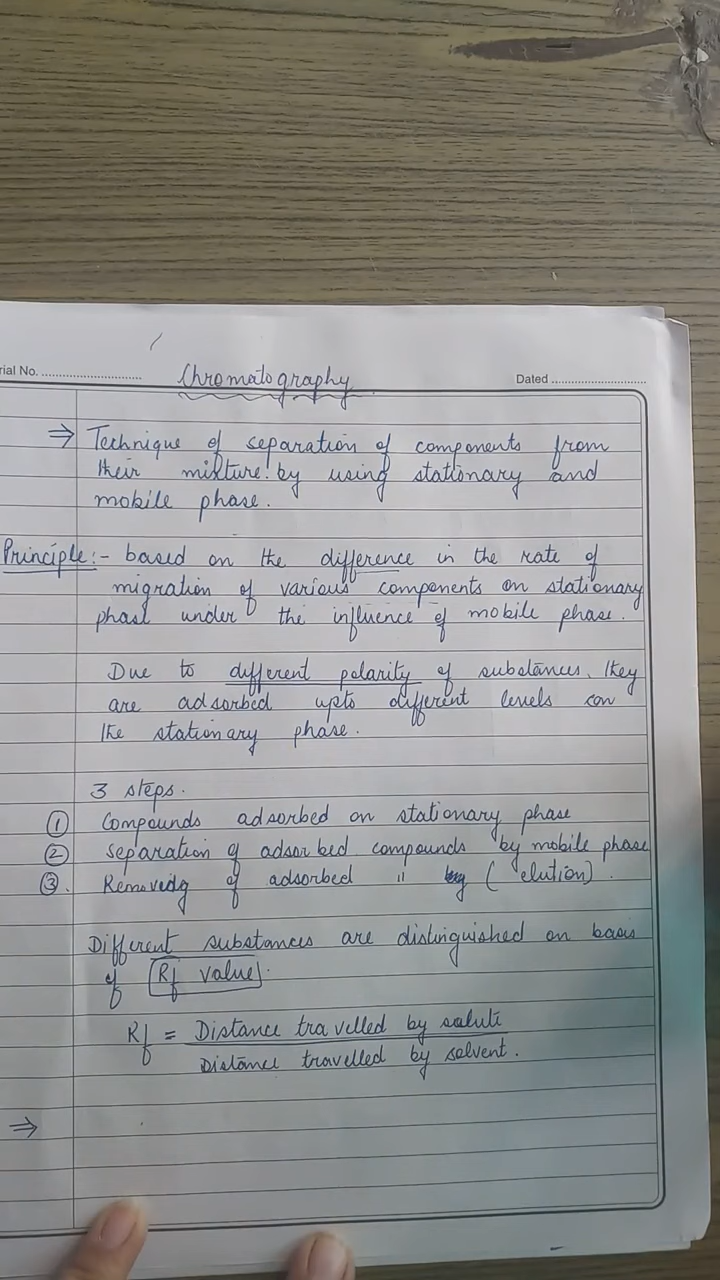 rial No. ..............................
Chromatography
Dated ............................
⇒ Technique of separation of components from
their mixture by using stationary and
mobile phase.
Principle:- based on the difference in the rate of
migration of various components on stationary
phase under the influence of mobile phase.
Due to different polarity of substances, they
are adsorbed upto different levels on
the stationary phase.
3 steps.
① Compounds adsorbed on stationary phase
② Separation of adsorbed compounds by mobile phase
③. Removing of adsorbed " by (elution).
Different substances are distinguished on basis
of Rf value.
Rf = Distance travelled by solute
Distance travelled by solvent.
⇒